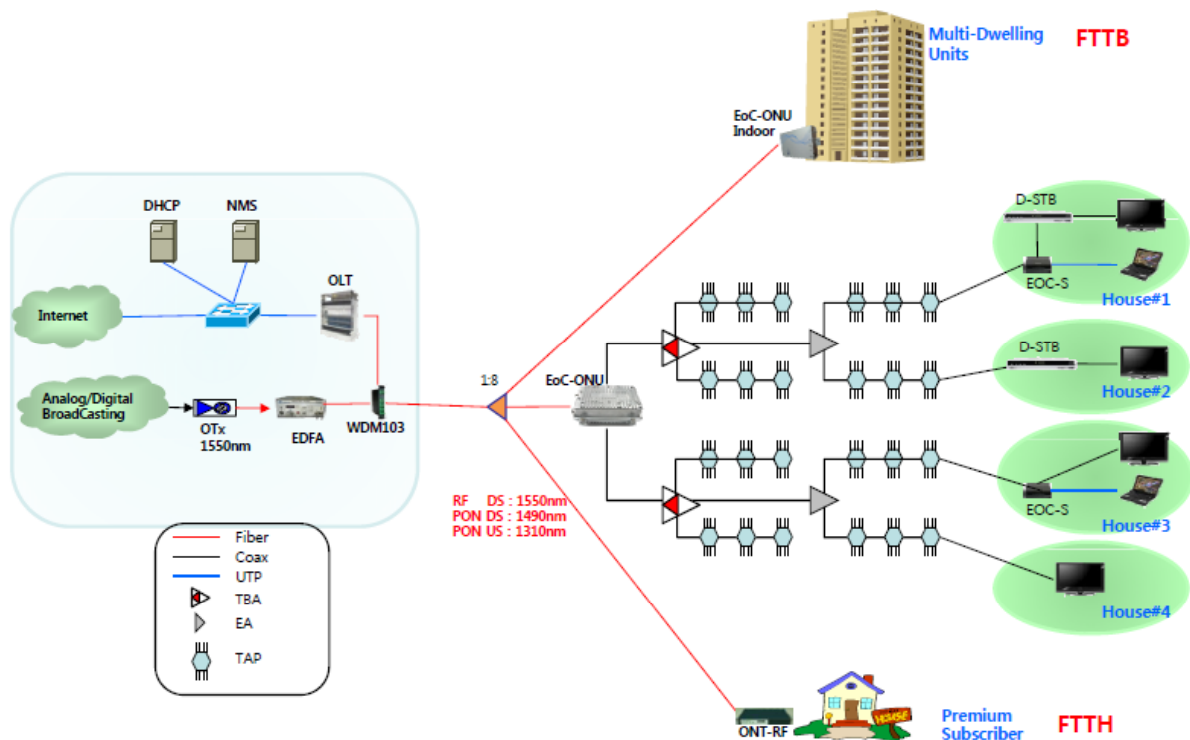 Multi-Dwelling
Units
FTTB
EoC-ONU
Indoor
DHCP
NMS
OLT
Internet
Analog/Digital
BroadCasting
OTx
1550nm
EDFA
WDM103
1:8
EoC-ONU
RF DS : 1550nm
PON DS : 1490nm
PON US : 1310nm
D-STB
EOC-S
House#1
D-STB
House#2
EOC-S
House#3
House#4
Fiber
Coax
UTP
TBA
EA
TAP
ONT-RF
HOUSE
Premium
Subscriber
FTTH